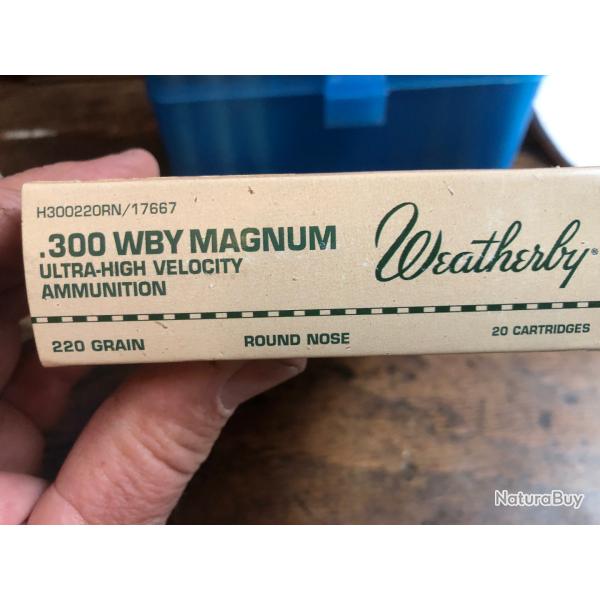 H300220RN/17667
.300 WBY MAGNUM
ULTRA-HIGH VELOCITY
AMMUNITION
Weatherby®
220 GRAIN ROUND NOSE 20 CARTRIDGES
NaturaBuy